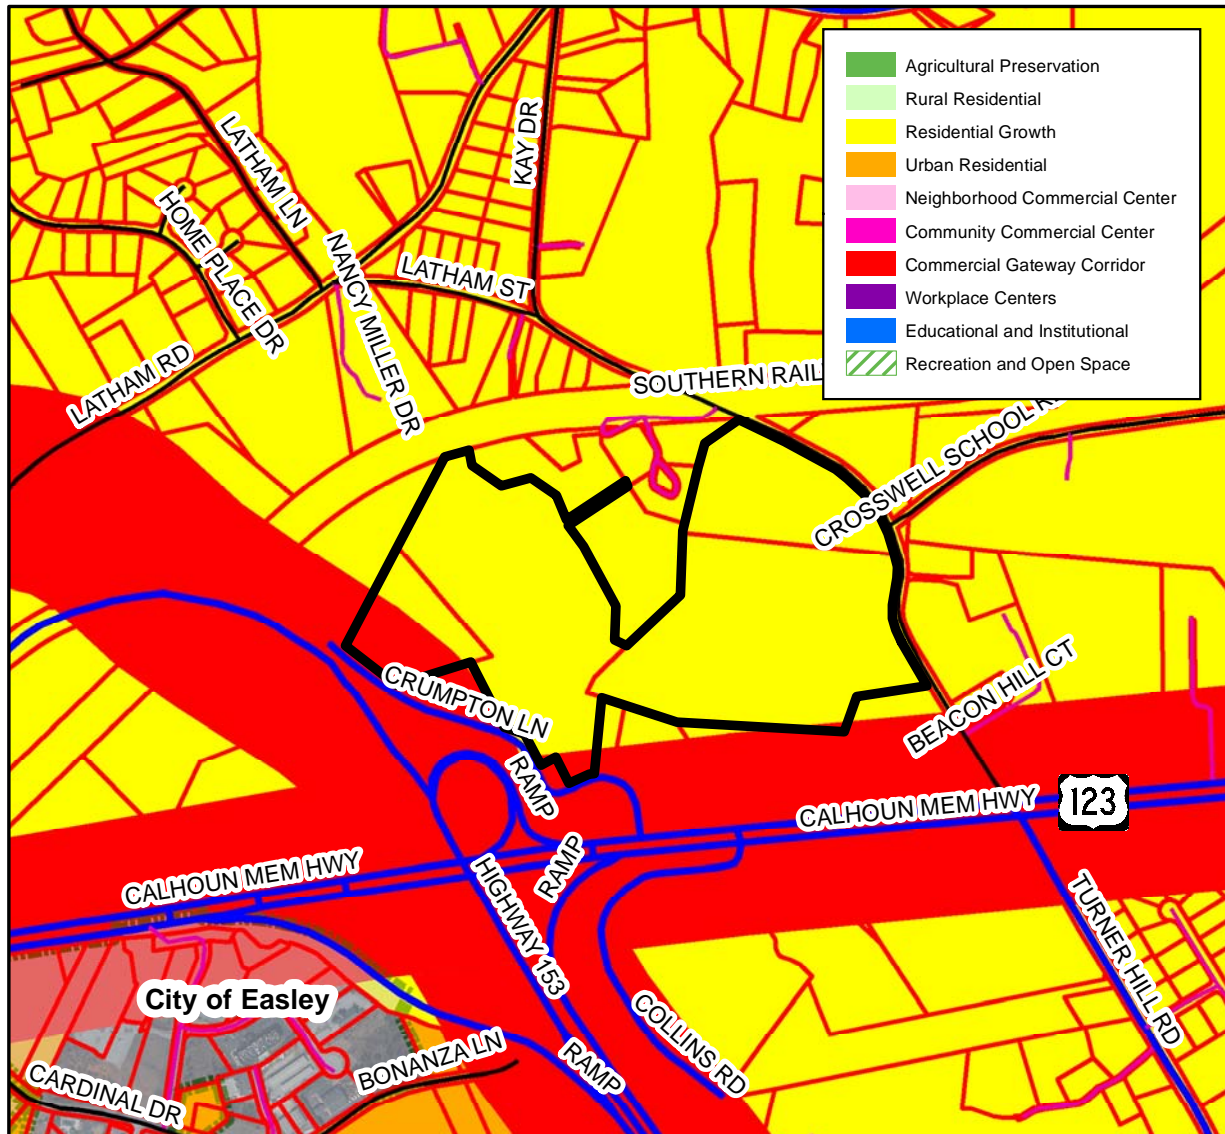 Agricultural Preservation
Rural Residential
Residential Growth
Urban Residential
Neighborhood Commercial Center
Community Commercial Center
Commercial Gateway Corridor
Workplace Centers
Educational and Institutional
Recreation and Open Space
LATHAM LN
KAY DR
HOME PLACE DR
NANCY MILLER DR
LATHAM ST
LATHAM RD
SOUTHERN RAIL
CROSSWELL SCHOOL
CRUMPTON LN
BEACON HILL CT
RAMP
CALHOUN MEM HWY
123
CALHOUN MEM HWY
RAMP
HIGHWAY 153
TURNER HILL RD
City of Easley
COLLINS RD
BONANZA LN
RAMP
CARDINAL DR